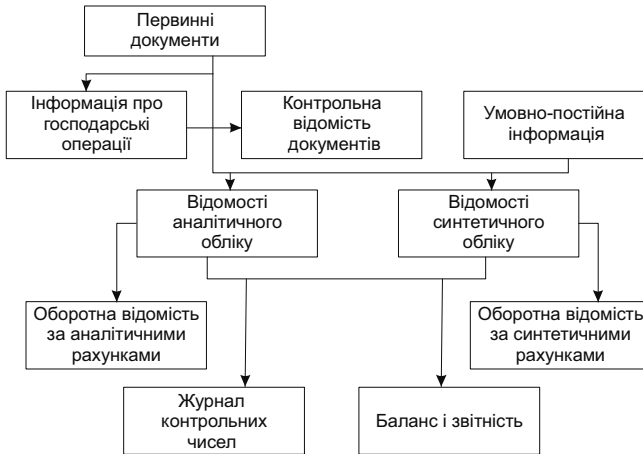 Первинні
документи
Інформація про
господарські
операції
Контрольна
відомість
документів
Умовно-постійна
інформація
Відомості
аналітичного
обліку
Відомості
синтетичного
обліку
Оборотна відомість
за аналітичними
рахунками
Оборотна відомість
за синтетичними
рахунками
Журнал
контрольних
чисел
Баланс і звітність